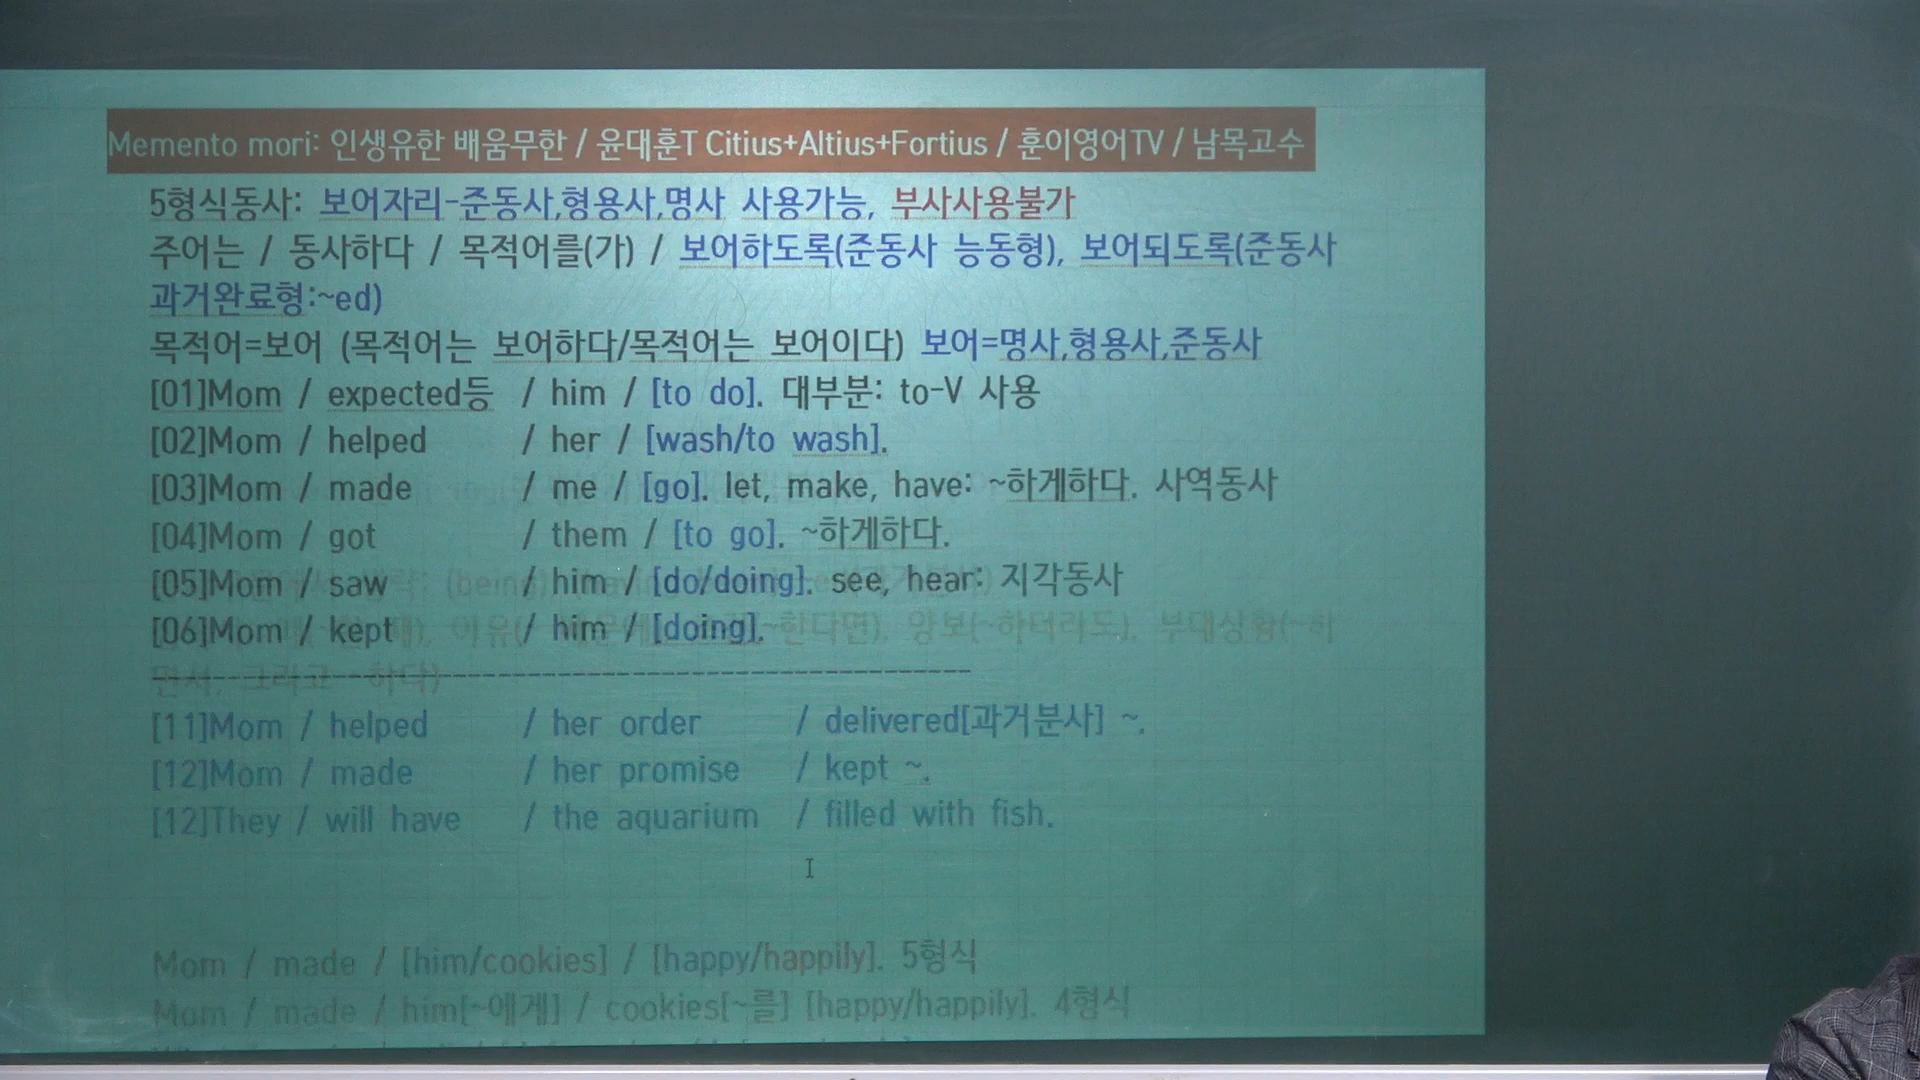 Memento mori: 인생유한 배움무한 / 윤대훈T Citius+Altius+Fortius / 훈이영어TV / 남목고수
5형식동사: 보어자리-준동사,형용사,명사 사용가능, 부사사용불가
주어는 / 동사하다 / 목적어를(가) / 보어하도록(준동사 능동형), 보어되도록(준동사
과거완료형:~ed)
목적어=보어 (목적어는 보어하다/목적어는 보어이다) 보어=명사,형용사,준동사
[01]Mom / expected등 / him / [to do]. 대부분: to-V 사용
[02]Mom / helped / her / [wash/to wash].
[03]Mom / made / me / [go]. let, make, have: ~하게하다. 사역동사
[04]Mom / got / them / [to go]. ~하게하다.
[05]Mom / saw / him / [do/doing]. see, hear: 지각동사
[06]Mom / kept / him / [doing].
[11]Mom / helped / her order / delivered[과거분사] ~.
[12]Mom / made / her promise / kept ~.
[12]They / will have / the aquarium / filled with fish.
Mom / made / [him/cookies] / [happy/happily]. 5형식
Mom / made / him[~에게] / cookies[~를] [happy/happily]. 4형식